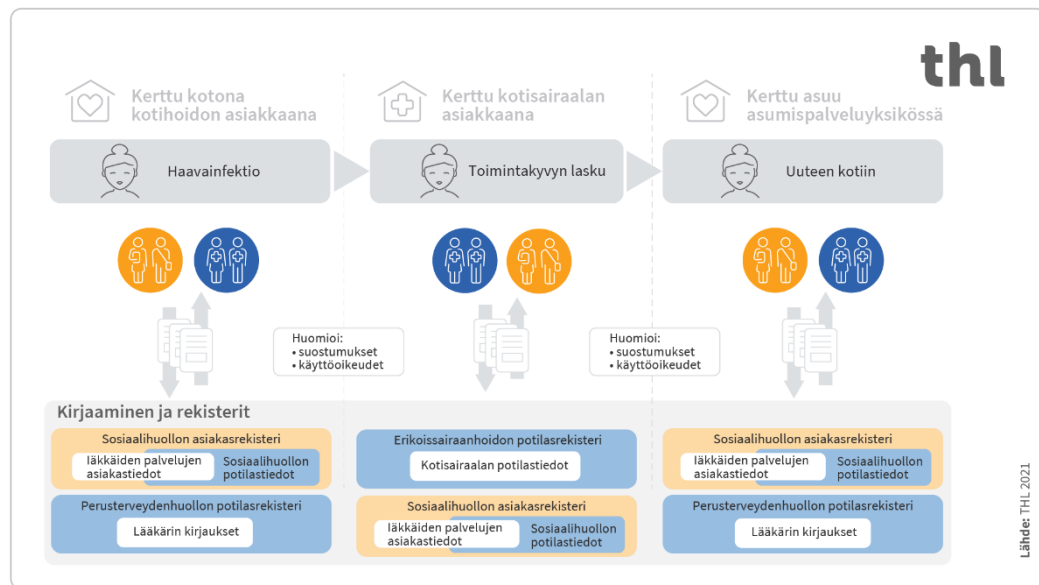 thl
Kerttu kotona
kotihoidon asiakkaana
Kerttu kotisairaalan
asiakkaana
Kerttu asuu
asumispalveluyksikössä
Haavainfektio
Toimintakyvyn lasku
Uuteen kotiin
Huomioi:
• suostumukset
• käyttöoikeudet
Huomioi:
• suostumukset
• käyttöoikeudet
Kirjaaminen ja rekisterit
Sosiaalihuollon asiakasrekisteri
Iäkkäiden palvelujen
asiakastiedot
Sosiaalihuollon
potilastiedot
Perusterveydenhuollon potilasrekisteri
Lääkärin kirjaukset
Erikoissairaanhoidon potilasrekisteri
Kotisairaalan potilastiedot
Sosiaalihuollon asiakasrekisteri
Iäkkäiden palvelujen
asiakastiedot
Sosiaalihuollon
potilastiedot
Sosiaalihuollon asiakasrekisteri
Iäkkäiden palvelujen
asiakastiedot
Sosiaalihuollon
potilastiedot
Perusterveydenhuollon potilasrekisteri
Lääkärin kirjaukset
Lähde: THL 2021